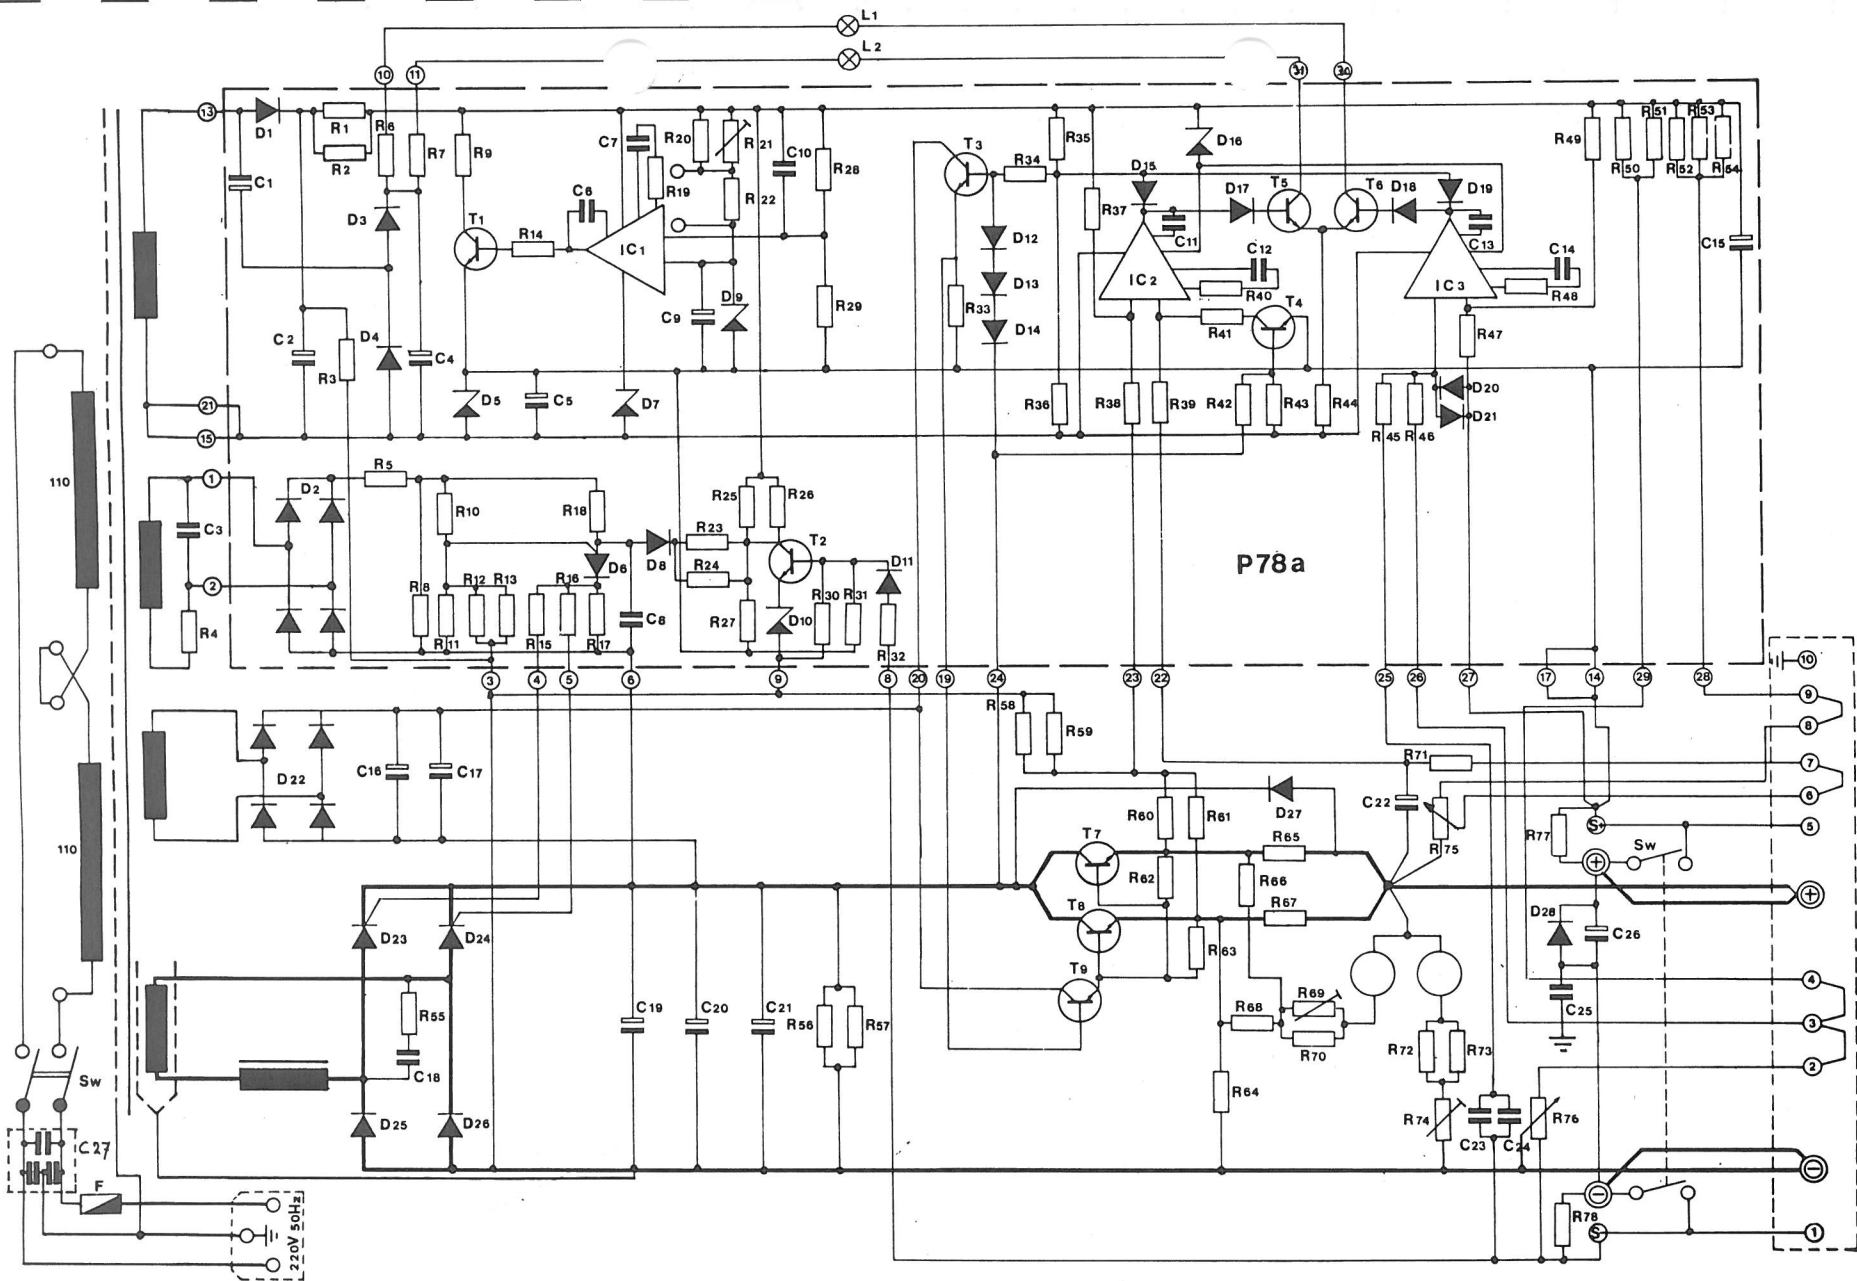 L1
L2
10 11 31 30
13 D1 R1 R6 R7 R9 C7 R20 R21 C10 R28 T3 R34 R35 D16 R49 R51 R53
R2 R19 R22 R50 R52 R54
C1 D3 C6 D15 D17 T5 T6 D18 D19
T1 R14 IC1 R37 C11 C13 C15
D12 C12 C14
D13 IC2 R40 IC3 R48
C2 R3 D4 C4 C9 D9 R29 R33 D14 R41 T4 R47
21 D5 C5 D7 R36 R38 R39 R42 R43 R44 D20
15 D21
R45 R46
110 1 D2 R5
C3 R10 R18 R25 R26
R23 T2
D6 D8 D11 P78a
2 R24
R4 R8 R12 R13 R16 C8 R27 D10 R30 R31
R11 R15 R17 R32
3 4 5 6 9 8 20 19 24 23 22 25 26 27 17 14 29 28 10
9
R58 R59 8
D22 C16 C17 R71 7
D27 C22 6
R60 R61 R75 R77 S+ 5
110 T7 R65 Sw
R62 R66 +
T8 R67 +
D23 D24 R63 D28 C26
T9 4
R55 C19 C20 C21 R56 R57 R68 R69 C25 3
C18 R70 R72 R73
Sw 2
R64
D25 D26 R74 C23 C24 R76
C27
−
F −
R78 S- 1
220V 50Hz